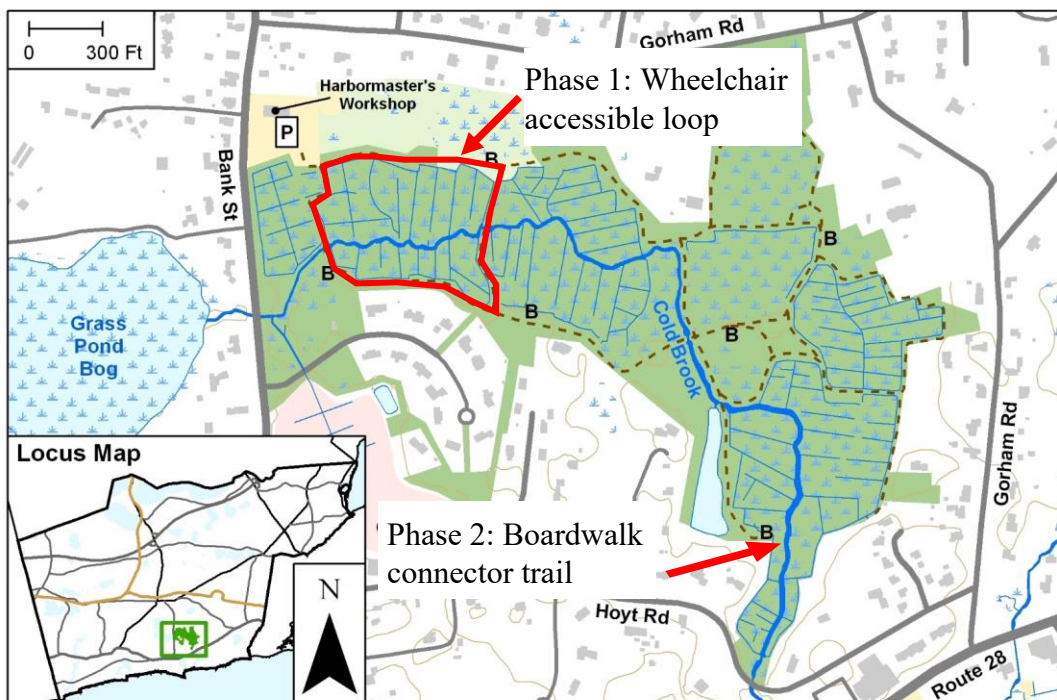 0 300 Ft
Gorham Rd
Phase 1: Wheelchair
accessible loop
Harbormaster's
Workshop
P
Bank St
B
B
B
B
B
Grass
Pond
Bog
Cold Brook
Gorham Rd
Locus Map
N
Phase 2: Boardwalk
connector trail
B
Hoyt Rd
Route 28